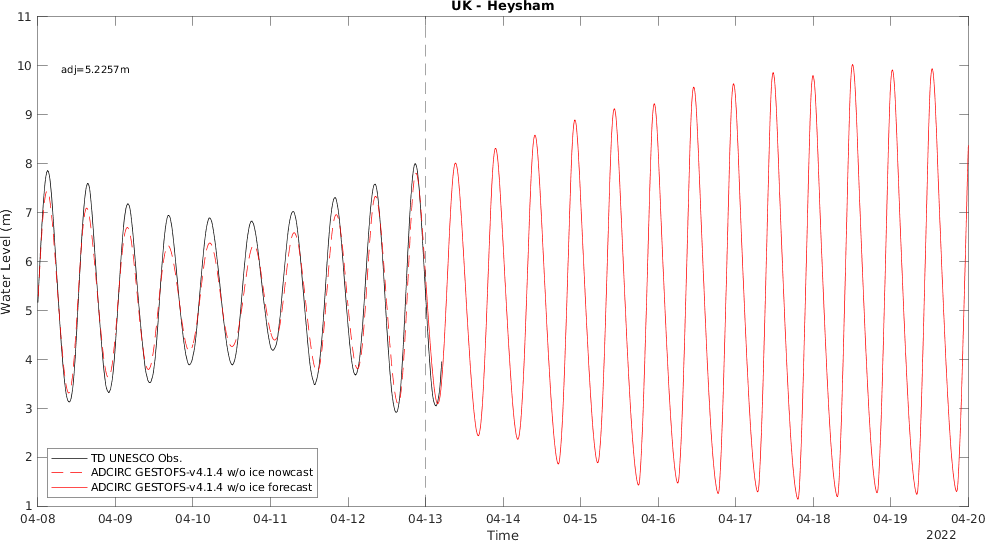 UK - Heysham
11
10
9
8
7
6
5
4
3
2
1
Water Level (m)
adj=5.2257m
TD UNESCO Obs.
ADCIRC GESTOFS-v4.1.4 w/o ice nowcast
ADCIRC GESTOFS-v4.1.4 w/o ice forecast
04-08 04-09 04-10 04-11 04-12 04-13 04-14 04-15 04-16 04-17 04-18 04-19 04-20
Time
2022